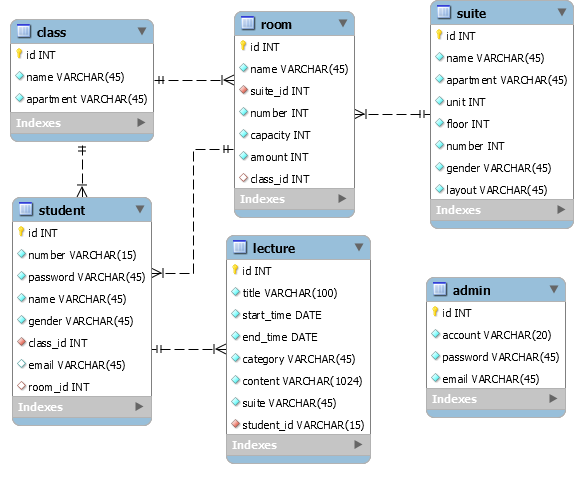 class
id INT
name VARCHAR(45)
apartment VARCHAR(45)
Indexes
room
id INT
name VARCHAR(45)
suite_id INT
number INT
capacity INT
amount INT
class_id INT
Indexes
suite
id INT
name VARCHAR(45)
apartment VARCHAR(45)
unit INT
floor INT
number INT
gender VARCHAR(45)
layout VARCHAR(45)
Indexes
student
id INT
number VARCHAR(15)
password VARCHAR(45)
name VARCHAR(45)
gender VARCHAR(45)
class_id INT
email VARCHAR(45)
room_id INT
Indexes
lecture
id INT
title VARCHAR(100)
start_time DATE
end_time DATE
category VARCHAR(45)
content VARCHAR(1024)
suite VARCHAR(45)
student_id VARCHAR(15)
Indexes
admin
id INT
account VARCHAR(20)
password VARCHAR(45)
email VARCHAR(45)
Indexes